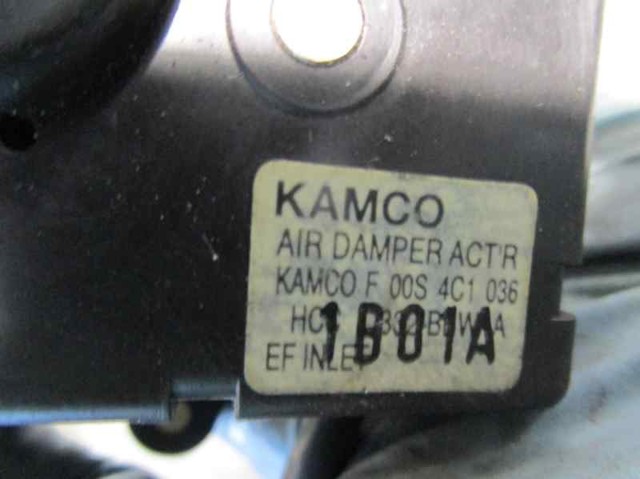 KAMCO
AIR DAMPER ACT'R
KAMCO F 00S 4C1 036
1B01A
EF INLET